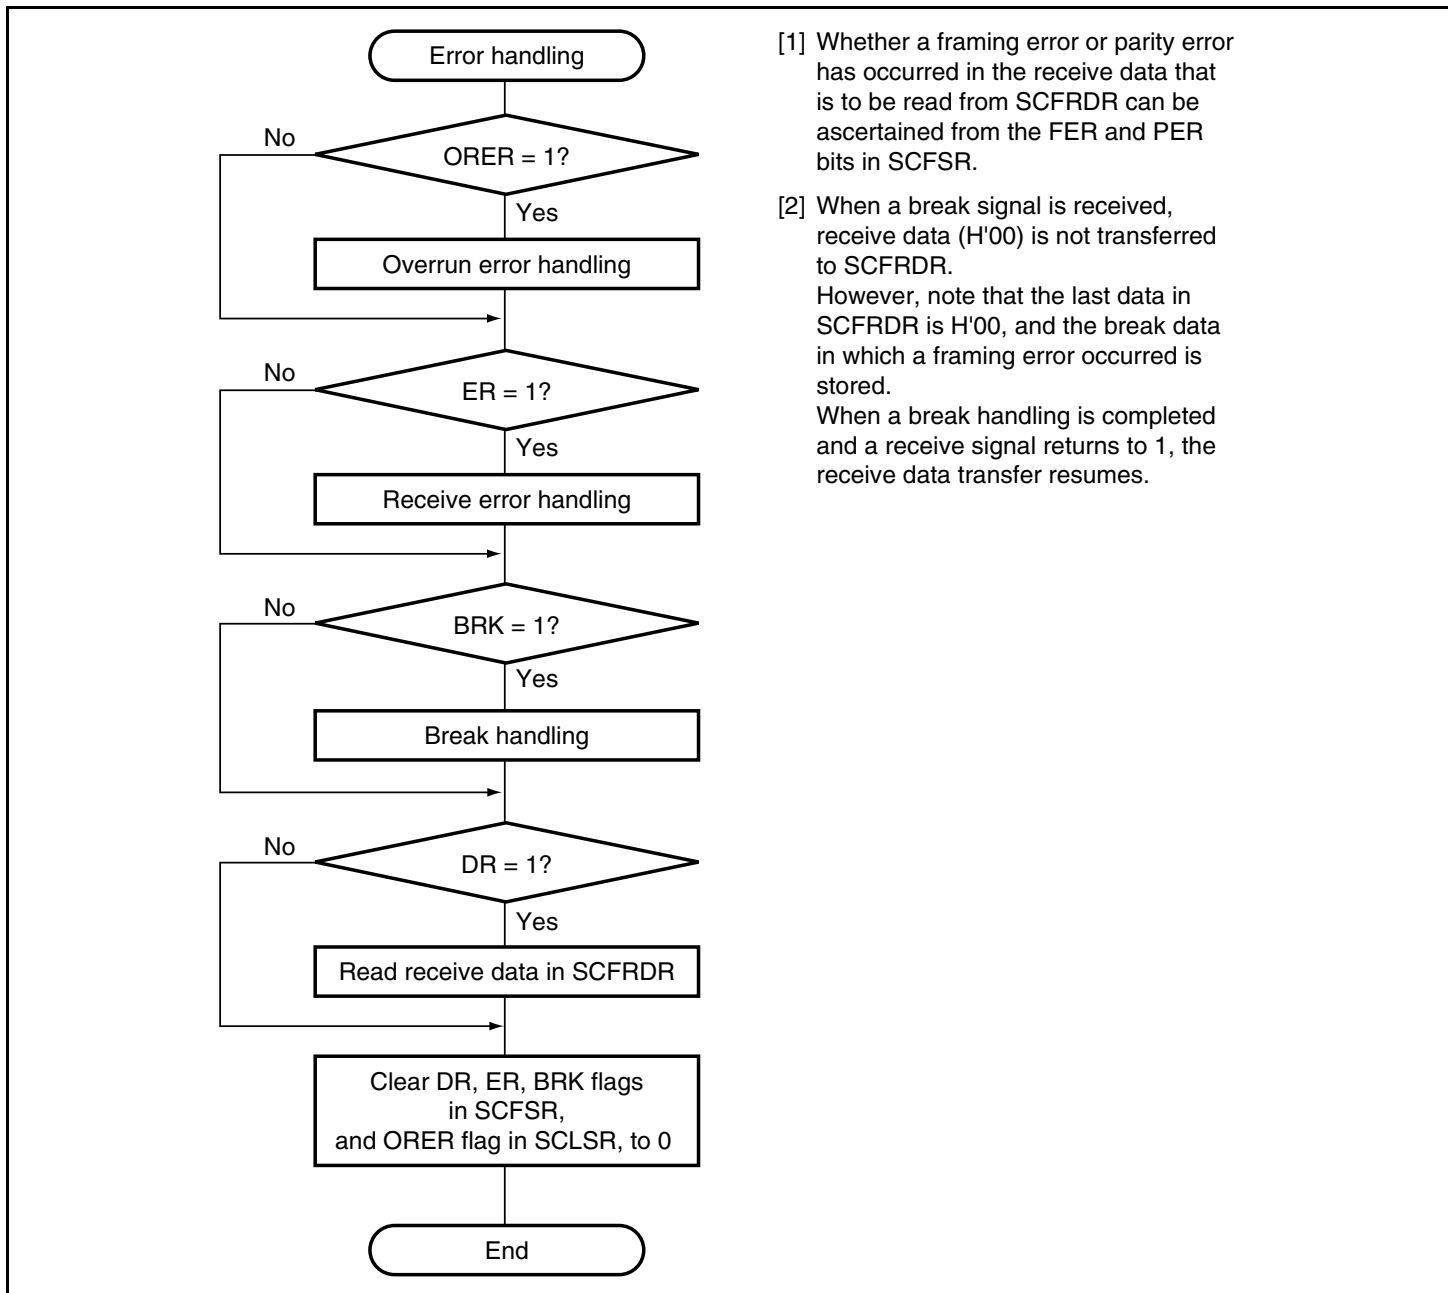 Error handling
No
ORER = 1?
Yes
Overrun error handling
No
ER = 1?
Yes
Receive error handling
No
BRK = 1?
Yes
Break handling
No
DR = 1?
Yes
Read receive data in SCFRDR
Clear DR, ER, BRK flags
in SCFSR,
and ORER flag in SCLSR, to 0
End
[1] Whether a framing error or parity error
has occurred in the receive data that
is to be read from SCFRDR can be
ascertained from the FER and PER
bits in SCFSR.
[2] When a break signal is received,
receive data (H'00) is not transferred
to SCFRDR.
However, note that the last data in
SCFRDR is H'00, and the break data
in which a framing error occurred is
stored.
When a break handling is completed
and a receive signal returns to 1, the
receive data transfer resumes.